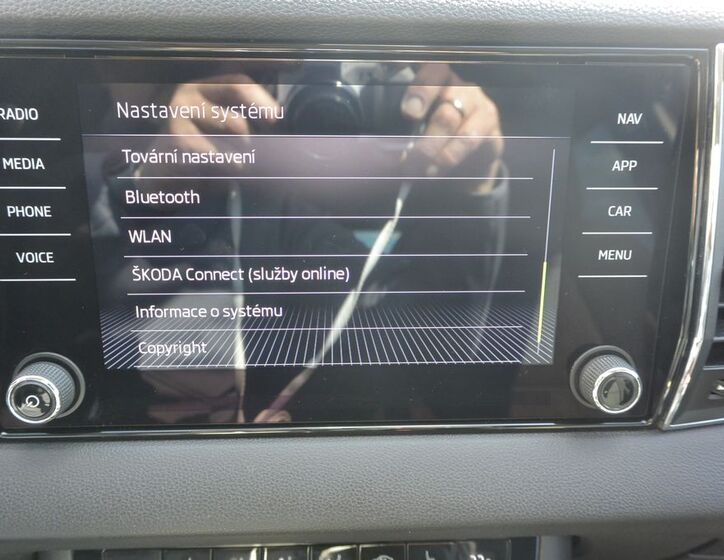 RADIO
MEDIA
PHONE
VOICE
Nastavení systému
Tovární nastavení
Bluetooth
WLAN
ŠKODA Connect (služby online)
Informace o systému
Copyright
NAV
APP
CAR
MENU